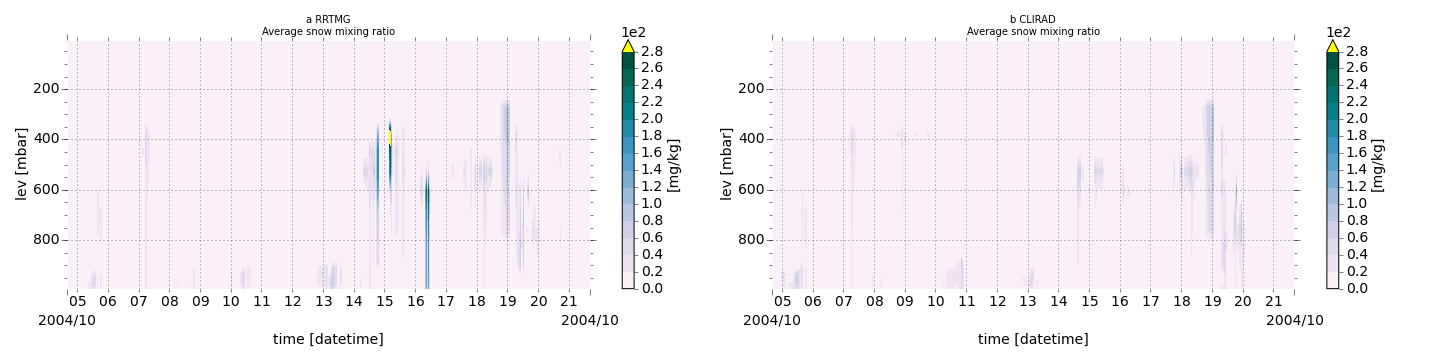 a RRTMG
Average snow mixing ratio
1e2
2.8
2.6
2.4
2.2
2.0
1.8
1.6
1.4
1.2
1.0
0.8
0.6
0.4
0.2
0.0
[mg/kg]
lev [mbar]
200
400
600
800
05 06 07 08 09 10 11 12 13 14 15 16 17 18 19 20 21
2004/10 2004/10
time [datetime]
b CLIRAD
Average snow mixing ratio
1e2
2.8
2.6
2.4
2.2
2.0
1.8
1.6
1.4
1.2
1.0
0.8
0.6
0.4
0.2
0.0
[mg/kg]
lev [mbar]
200
400
600
800
05 06 07 08 09 10 11 12 13 14 15 16 17 18 19 20 21
2004/10 2004/10
time [datetime]